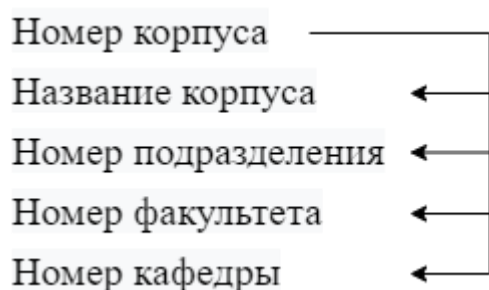 Номер корпуса
Название корпуса
Номер подразделения
Номер факультета
Номер кафедры